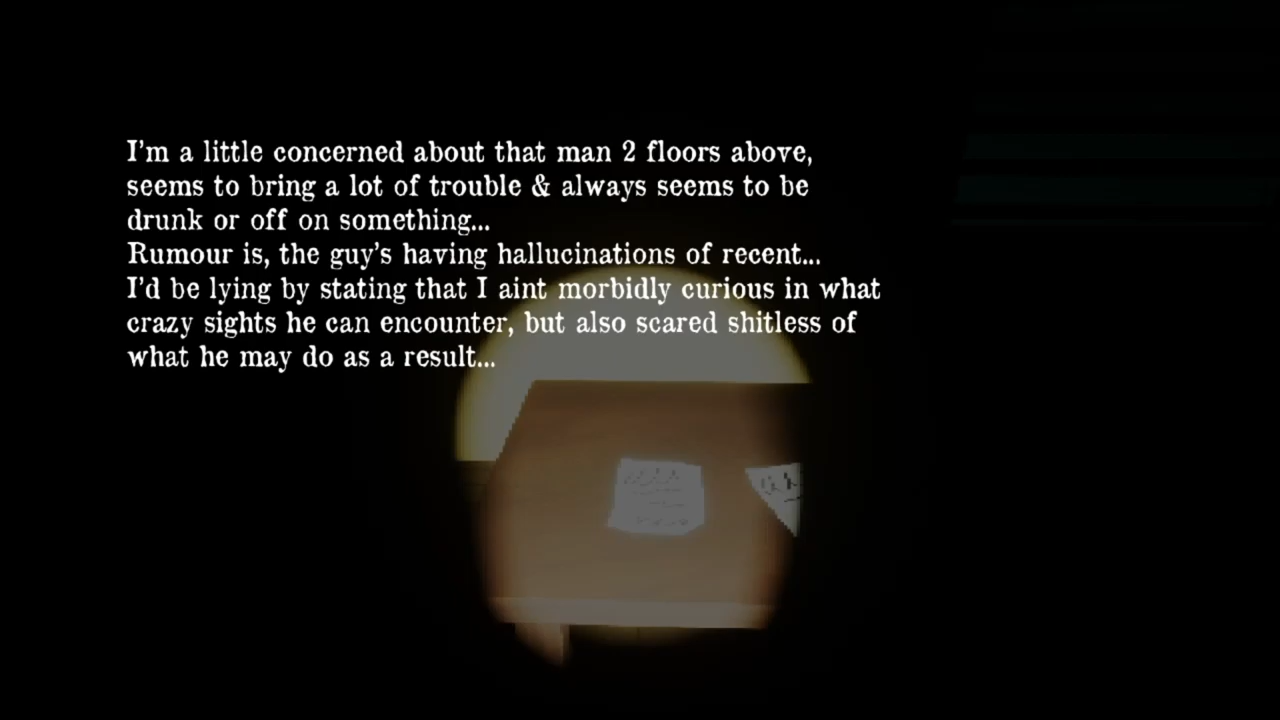 I'm a little concerned about that man 2 floors above,
seems to bring a lot of trouble & always seems to be
drunk or off on something...
Rumour is, the guy's having hallucinations of recent...
I'd be lying by stating that I aint morbidly curious in what
crazy sights he can encounter, but also scared shitless of
what he may do as a result...